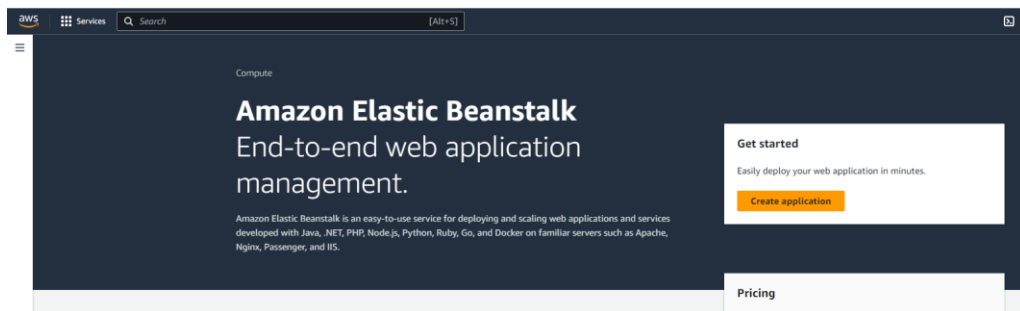 aws
Services
Search
[Alt+S]
Compute
Amazon Elastic Beanstalk
End-to-end web application
management.
Amazon Elastic Beanstalk is an easy-to-use service for deploying and scaling web applications and services
developed with Java, .NET, PHP, Node.js, Python, Ruby, Go, and Docker on familiar servers such as Apache,
Nginx, Passenger, and IIS.
Get started
Easily deploy your web application in minutes.
Create application
Pricing